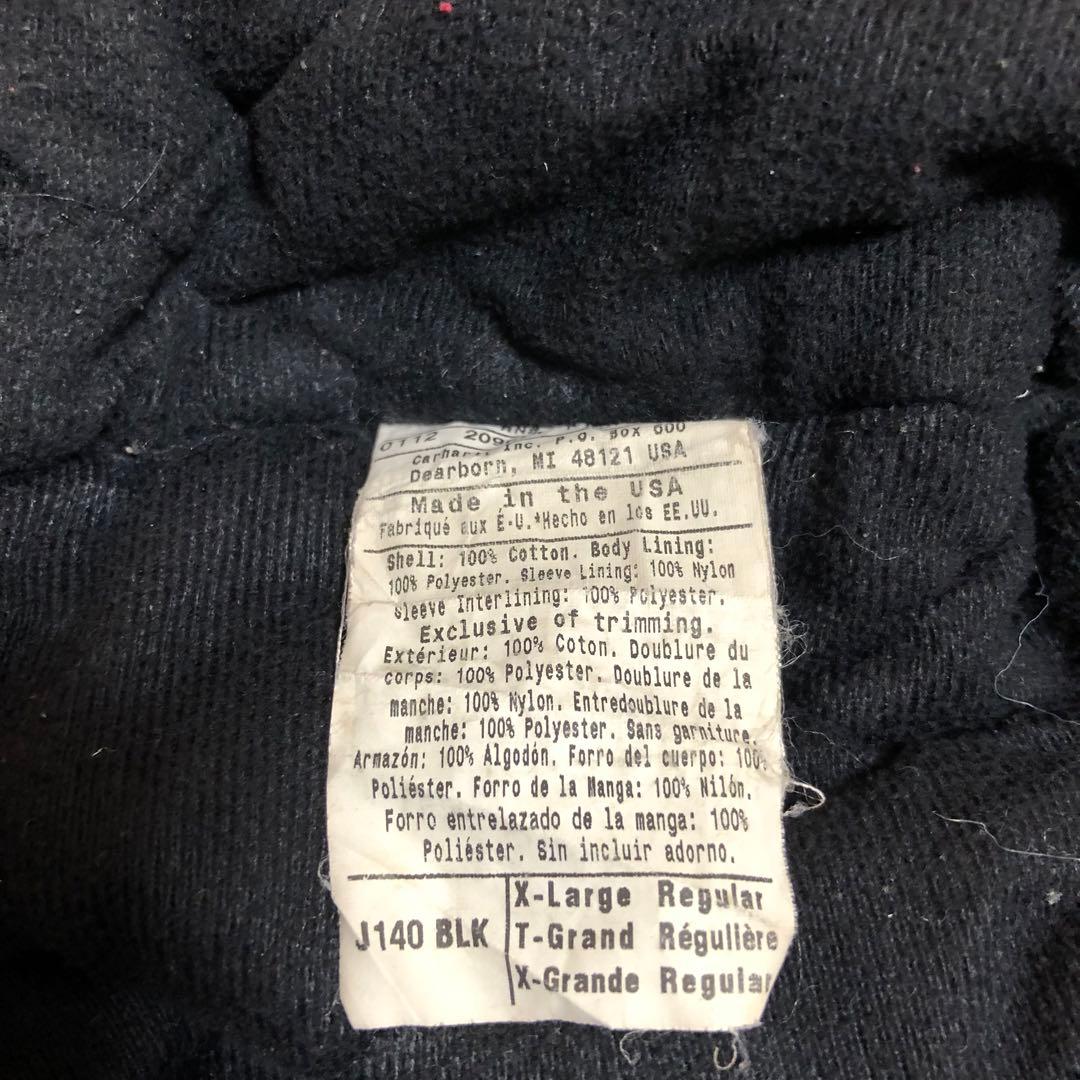 0112
Carhartt, Inc. P.O. Box 600
Dearborn, MI 48121 USA
Made in the USA
Fabriqué aux É-U.*Hecho en los EE.UU.
Shell: 100% Cotton. Body Lining:
100% Polyester. Sleeve Lining: 100% Nylon
Sleeve Interlining: 100% Polyester.
Exclusive of trimming.
Extérieur: 100% Coton. Doublure du
corps: 100% Polyester. Doublure de la
manche: 100% Nylon. Entredoublure de la
manche: 100% Polyester. Sans garniture.
Armazón: 100% Algodón. Forro del cuerpo: 100%
Poliéster. Forro de la Manga: 100% Nilón.
Forro entrelazado de la manga: 100%
Poliéster. Sin incluir adorno.
J140 BLK
X-Large Regular
T-Grand Régulière
X-Grande Regular